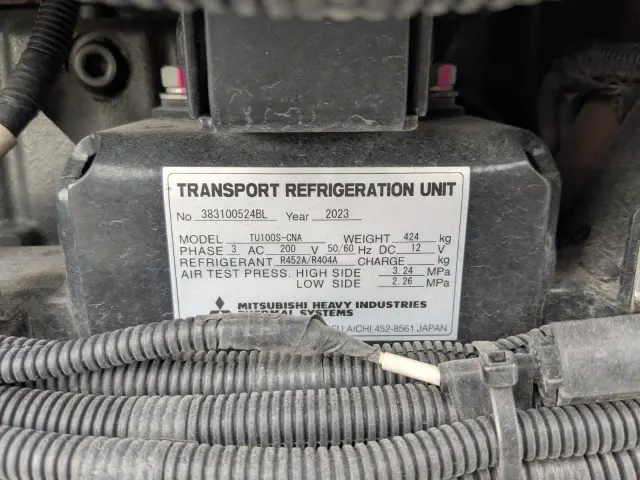 TRANSPORT REFRIGERATION UNIT
No 383100524BL Year 2023
MODEL TU100S-CNA WEIGHT 424 kg
PHASE 3 AC 200 V 50/60 Hz DC 12 V
REFRIGERANT R452A/R404A CHARGE kg
AIR TEST PRESS. HIGH SIDE 3.24 MPa
LOW SIDE 2.26 MPa
MITSUBISHI HEAVY INDUSTRIES
THERMAL SYSTEMS
AICHI, 452-8561 JAPAN